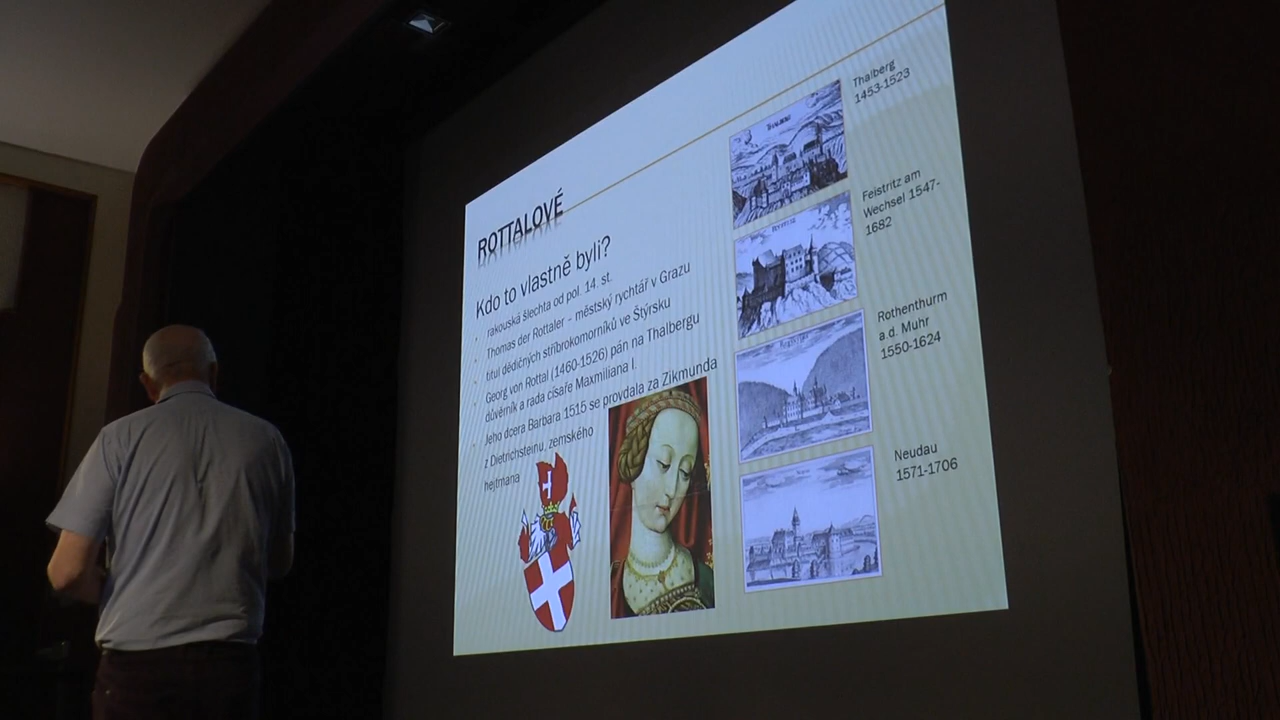 ROTTALOVÉ
Kdo to vlastně byli?
rakouská šlechta od pol. 14. st.
Thomas der Rottaler – městský rychtář v Grazu
titul dědičných stříbrokomorníků ve Štýrsku
Georg von Rottal (1460-1526) pán na Thalbergu
důvěrník a rada císaře Maxmiliana I.
Jeho dcera Barbara 1515 se provdala za Zikmunda
z Dietrichsteinu, zemského
hejtmana
Thalberg
1453-1523
Feistritz am
Wechsel 1547-
1682
Rothenthurm
a.d. Muhr
1550-1624
Neudau
1571-1706